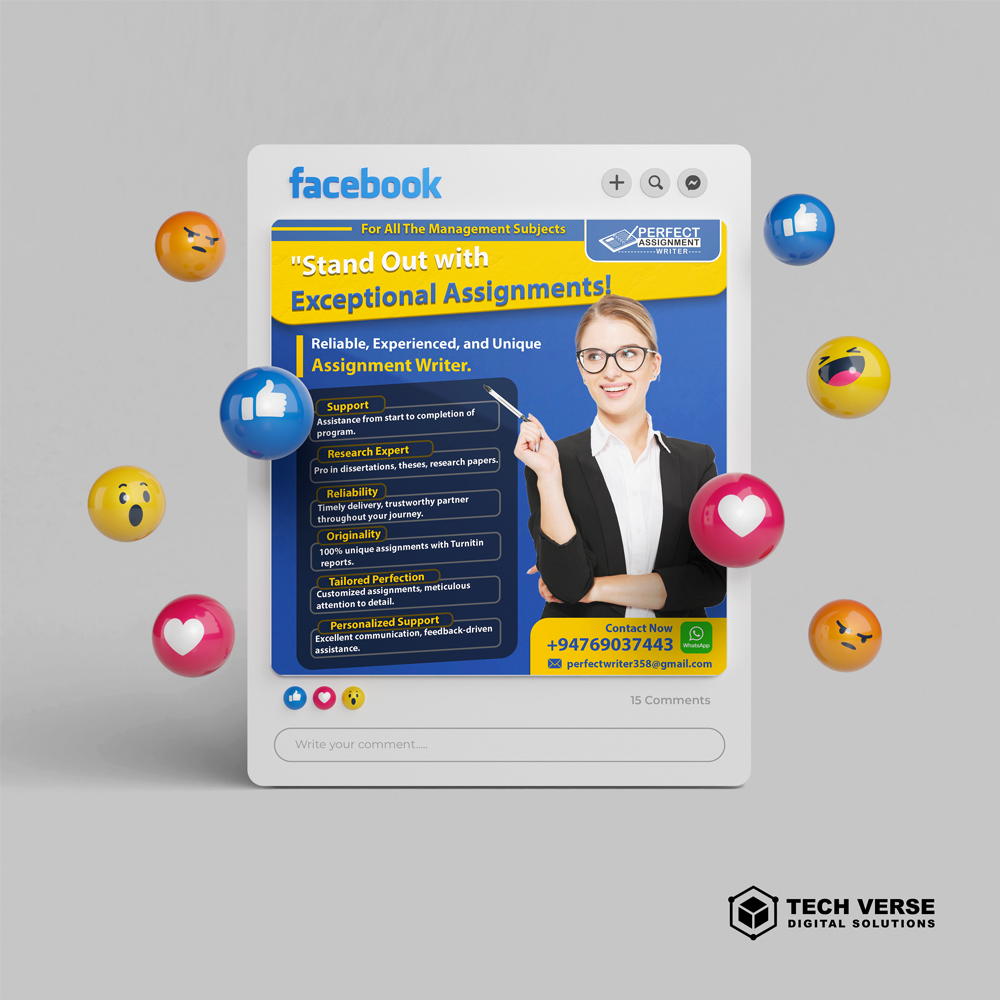 facebook
For All The Management Subjects
PERFECT
ASSIGNMENT
WRITER
"Stand Out with
Exceptional Assignments!
Reliable, Experienced, and Unique
Assignment Writer.
Support
Assistance from start to completion of
program.
Research Expert
Pro in dissertations, theses, research papers.
Reliability
Timely delivery, trustworthy partner
throughout your journey.
Originality
100% unique assignments with Turnitin
reports.
Tailored Perfection
Customized assignments, meticulous
attention to detail.
Personalized Support
Excellent communication, feedback-driven
assistance.
Contact Now
+94769037443
WhatsApp
perfectwriter358@gmail.com
15 Comments
Write your comment.....
TECH VERSE
DIGITAL SOLUTIONS